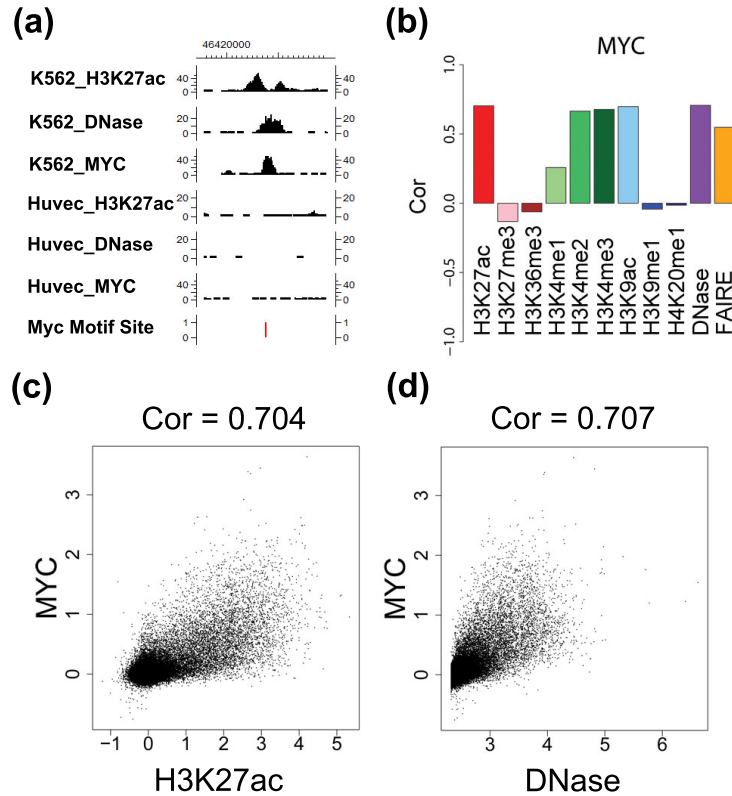 (a)
46420000
K562_H3K27ac
40
0
40
0
K562_DNase
20
0
20
0
K562_MYC
40
0
40
0
Huvec_H3K27ac
20
0
20
0
Huvec_DNase
20
0
20
0
Huvec_MYC
40
0
40
0
Myc Motif Site
1
0
1
0
(b)
MYC
Cor
1.0
0.5
0.0
−0.5
−1.0
H3K27ac
H3K27me3
H3K36me3
H3K4me1
H3K4me2
H3K4me3
H3K9ac
H3K9me1
H4K20me1
DNase
FAIRE
(c)
Cor = 0.704
MYC
3
2
1
0
−1 0 1 2 3 4 5
H3K27ac
(d)
Cor = 0.707
MYC
3
2
1
0
3 4 5 6
DNase